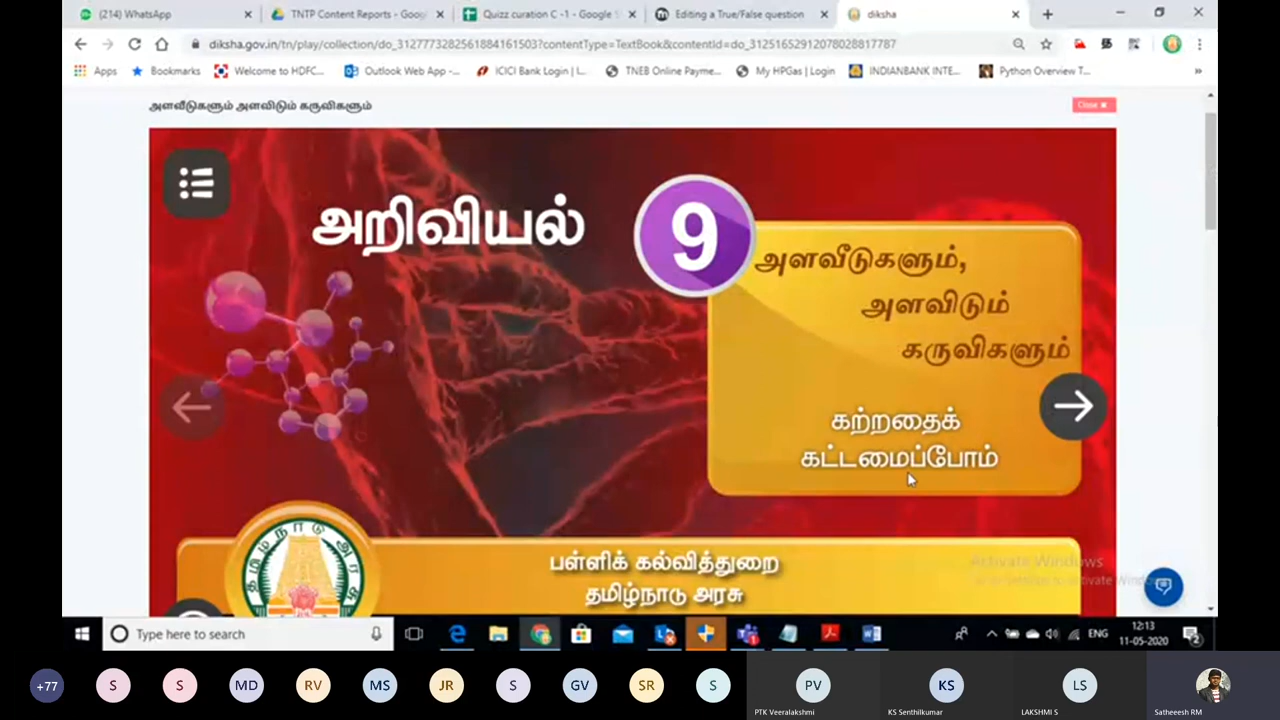 (214) WhatsApp
TNTP Content Reports - Goog
Quizz curation C -1 - Google
Editing a True/False question
diksha
diksha.gov.in/tn/play/collection/do_3127773282561884161503?contentType=TextBook&contentId=do_31251652912078028817787
Apps
Bookmarks
Welcome to HDFC...
Outlook Web App -...
ICICI Bank Login | I...
TNEB Online Payme...
My HPGas | Login
INDIANBANK INTE...
Python Overview T...
»
அளவீடுகளும் அளவிடும் கருவிகளும்
Close ×
அறிவியல்
9
அளவீடுகளும்,
அளவிடும்
கருவிகளும்
கற்றதைக்
கட்டமைப்போம்
தமிழ்நாடு அரசு
பள்ளிக் கல்வித்துறை
தமிழ்நாடு அரசு
Activate Windows
Type here to search
ENG
12:13
11-05-2020
2
+77
S
S
MD
RV
MS
JR
S
GV
SR
S
PV
KS
LS
PTK Veeralakshmi
KS Senthilkumar
LAKSHMI S
Satheeesh RM